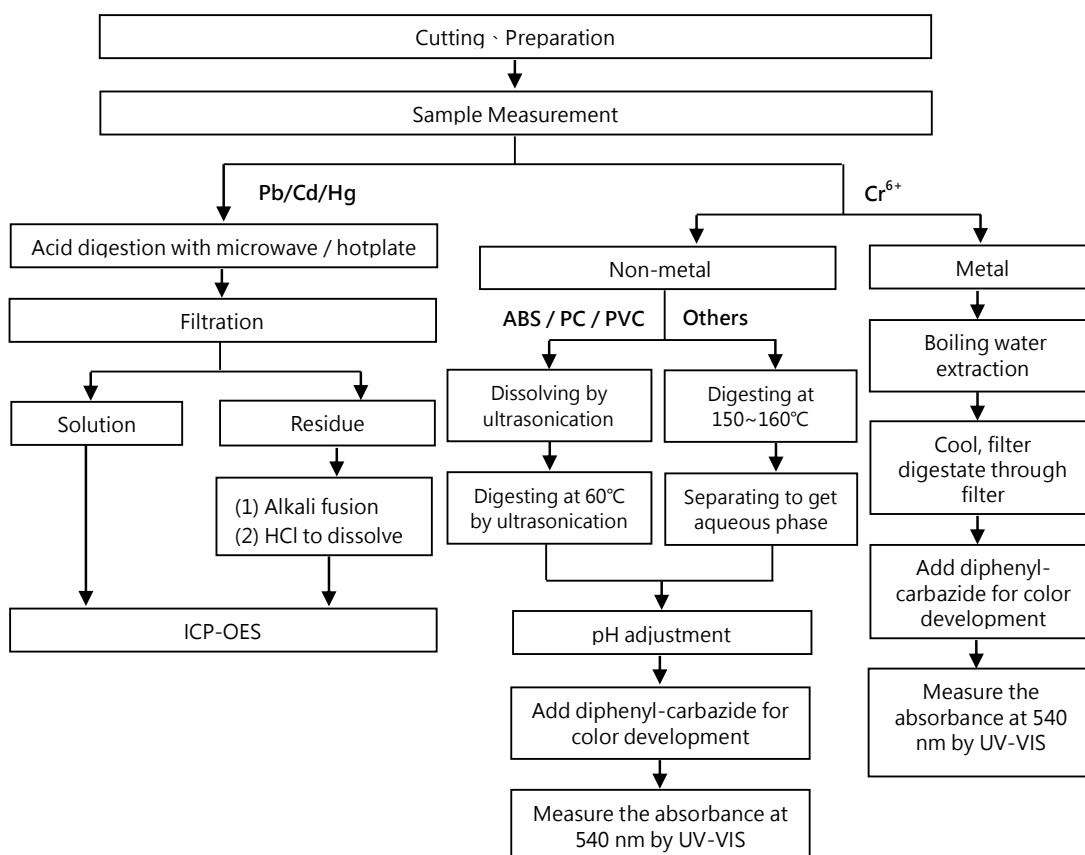 Cutting、Preparation
Sample Measurement
Pb/Cd/Hg
Cr⁶⁺
Acid digestion with microwave / hotplate
Filtration
Solution
Residue
(1) Alkali fusion
(2) HCl to dissolve
ICP-OES
Non-metal
ABS / PC / PVC
Others
Dissolving by
ultrasonication
Digesting at 60℃
by ultrasonication
Digesting at
150~160℃
Separating to get
aqueous phase
pH adjustment
Add diphenyl-carbazide for
color development
Measure the absorbance at
540 nm by UV-VIS
Metal
Boiling water
extraction
Cool, filter
digestate through
filter
Add diphenyl-
carbazide for color
development
Measure the
absorbance at 540
nm by UV-VIS